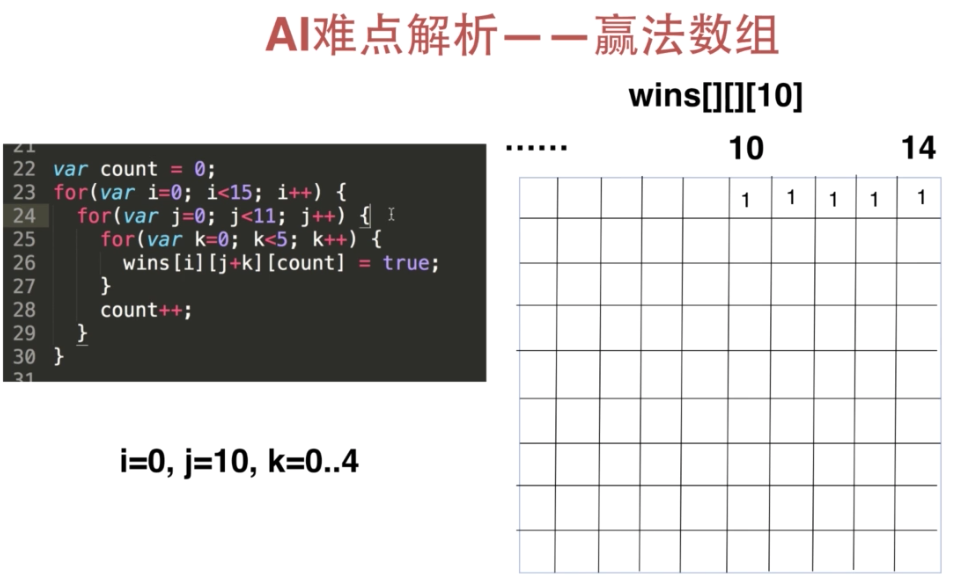 AI难点解析——赢法数组
wins[][][10]
...... 10 14
1 1 1 1 1
21
22 var count = 0;
23 for(var i=0; i<15; i++) {
24 for(var j=0; j<11; j++) {
25 for(var k=0; k<5; k++) {
26 wins[i][j+k][count] = true;
27 }
28 count++;
29 }
30 }
31
i=0, j=10, k=0..4